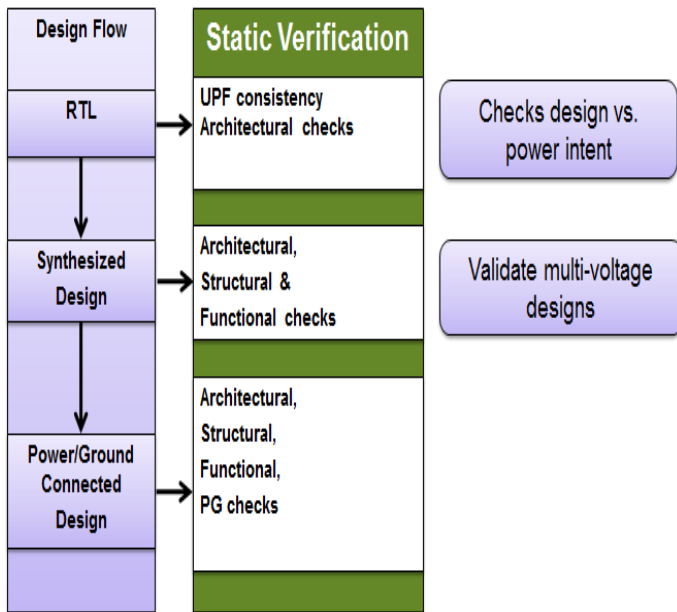 Design Flow
Static Verification
RTL
UPF consistency
Architectural checks
Checks design vs.
power intent
Synthesized
Design
Architectural,
Structural &
Functional checks
Validate multi-voltage
designs
Power/Ground
Connected
Design
Architectural,
Structural,
Functional,
PG checks